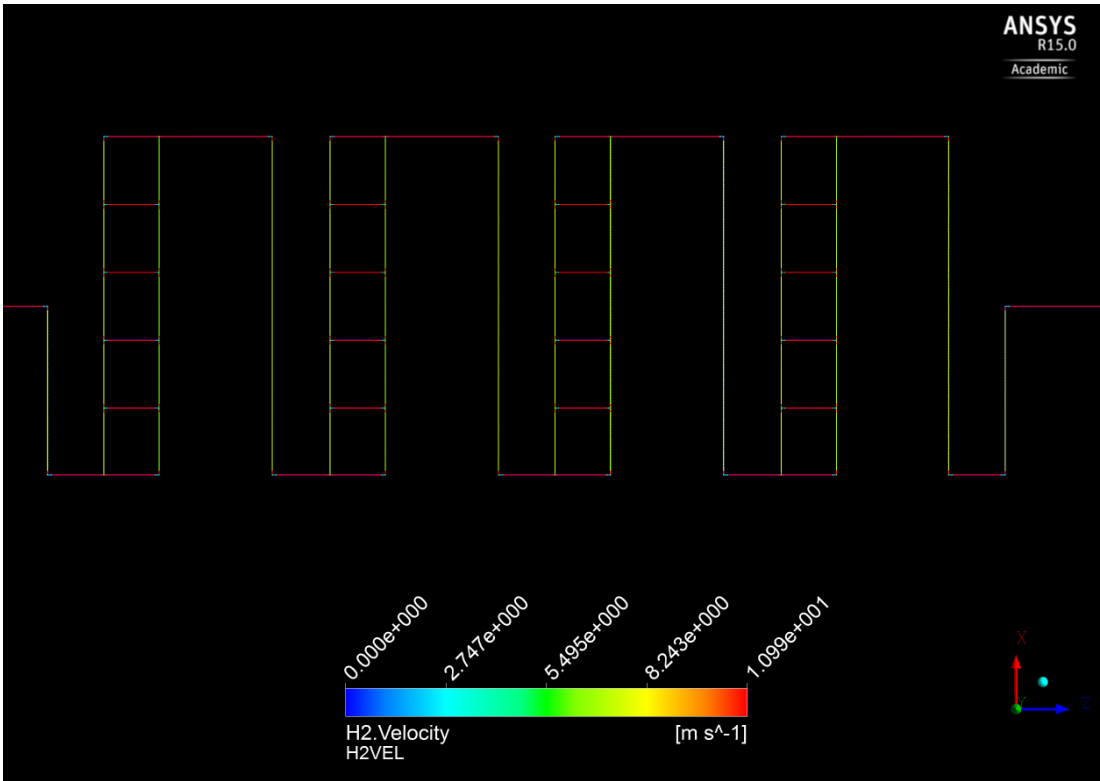 ANSYS
R15.0
Academic
0.000e+000
2.747e+000
5.495e+000
8.243e+000
1.099e+001
H2.Velocity
[m s^-1]
H2VEL
X
Y
Z